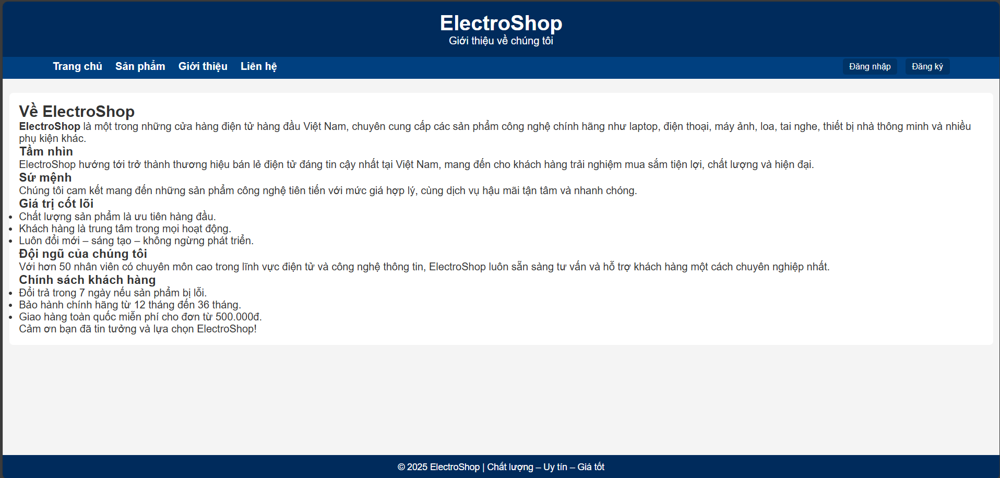 ElectroShop
Giới thiệu về chúng tôi
Trang chủ Sản phẩm Giới thiệu Liên hệ Đăng nhập Đăng ký
Về ElectroShop
ElectroShop là một trong những cửa hàng điện tử hàng đầu Việt Nam, chuyên cung cấp các sản phẩm công nghệ chính hãng như laptop, điện thoại, máy ảnh, loa, tai nghe, thiết bị nhà thông minh và nhiều
phụ kiện khác.
Tầm nhìn
ElectroShop hướng tới trở thành thương hiệu bán lẻ điện tử đáng tin cậy nhất tại Việt Nam, mang đến cho khách hàng trải nghiệm mua sắm tiện lợi, chất lượng và hiện đại.
Sứ mệnh
Chúng tôi cam kết mang đến những sản phẩm công nghệ tiên tiến với mức giá hợp lý, cùng dịch vụ hậu mãi tận tâm và nhanh chóng.
Giá trị cốt lõi
• Chất lượng sản phẩm là ưu tiên hàng đầu.
• Khách hàng là trung tâm trong mọi hoạt động.
• Luôn đổi mới – sáng tạo – không ngừng phát triển.
Đội ngũ của chúng tôi
Với hơn 50 nhân viên có chuyên môn cao trong lĩnh vực điện tử và công nghệ thông tin, ElectroShop luôn sẵn sàng tư vấn và hỗ trợ khách hàng một cách chuyên nghiệp nhất.
Chính sách khách hàng
• Đổi trả trong 7 ngày nếu sản phẩm bị lỗi.
• Bảo hành chính hãng từ 12 tháng đến 36 tháng.
• Giao hàng toàn quốc miễn phí cho đơn từ 500.000đ.
Cảm ơn bạn đã tin tưởng và lựa chọn ElectroShop!
© 2025 ElectroShop | Chất lượng – Uy tín – Giá tốt